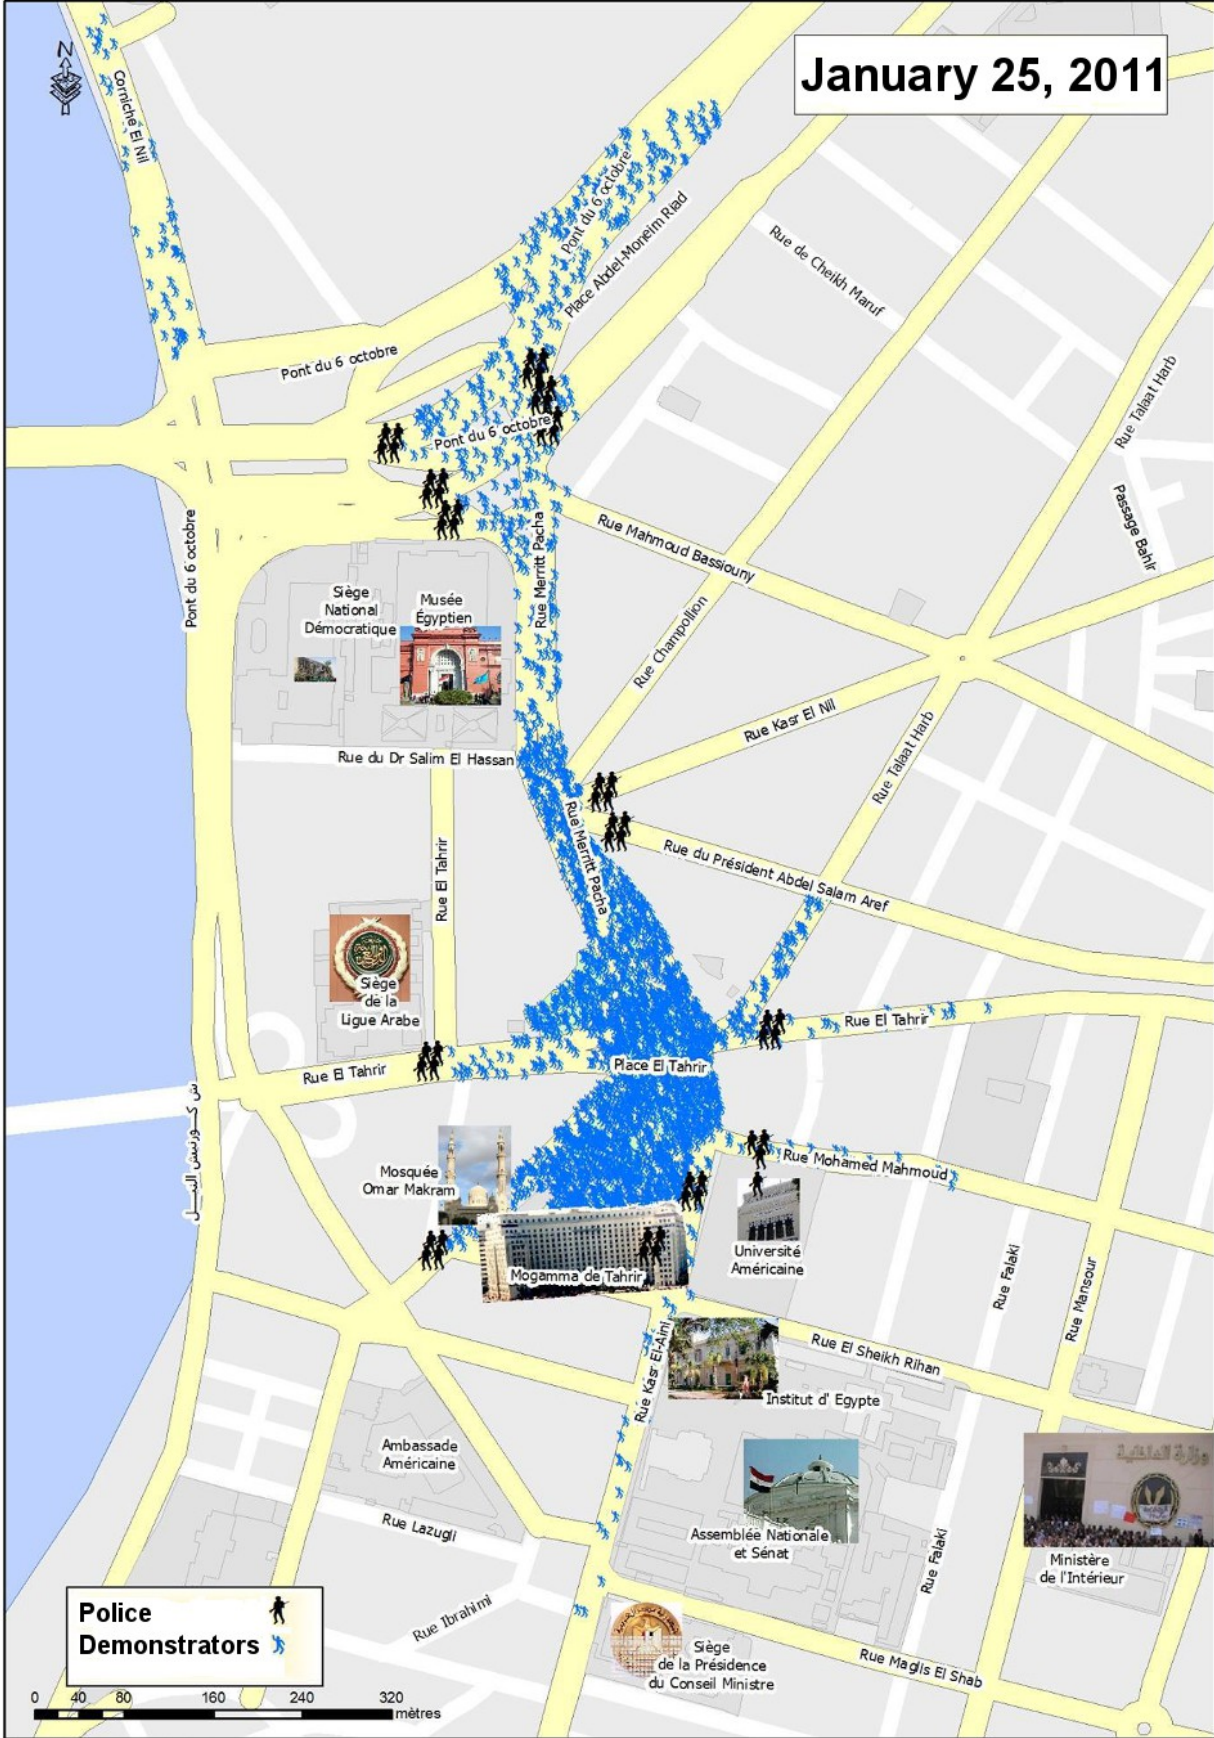 January 25, 2011
N
Corniche El Nil
Pont du 6 octobre
Place Abdel-Moneim Riad
Rue de Cheikh Maruf
Pont du 6 octobre
Pont du 6 octobre
Rue Talaat Harb
Passage Bahlr
Pont du 6 octobre
Rue Merritt Pacha
Rue Mahmoud Bassiouny
Siège
National
Démocratique
Musée
Égyptien
Rue Champollion
Rue Kasr El Nil
Rue Talaat Harb
Rue du Dr Salim El Hassan
Rue Merritt Pacha
Rue El Tahrir
Rue du Président Abdel Salam Aref
Siège
de la
Ligue Arabe
Rue El Tahrir
Rue El Tahrir
Place El Tahrir
ش كـــورنيش النيـــــل
Mosquée
Omar Makram
Rue Mohamed Mahmoud
Université
Américaine
Mogamma de Tahrir
Rue Falaki
Rue Mansour
Rue Kasr El-Aini
Rue El Sheikh Rihan
Institut d' Egypte
Ambassade
Américaine
وزارة الداخلية
Rue Lazugli
Assemblée Nationale
et Sénat
Rue Falaki
Ministère
de l'Intérieur
Police
Demonstrators
Rue Ibrahimi
Siège
de la Présidence
du Conseil Ministre
Rue Maglis El Shab
0 40 80 160 240 320
mètres